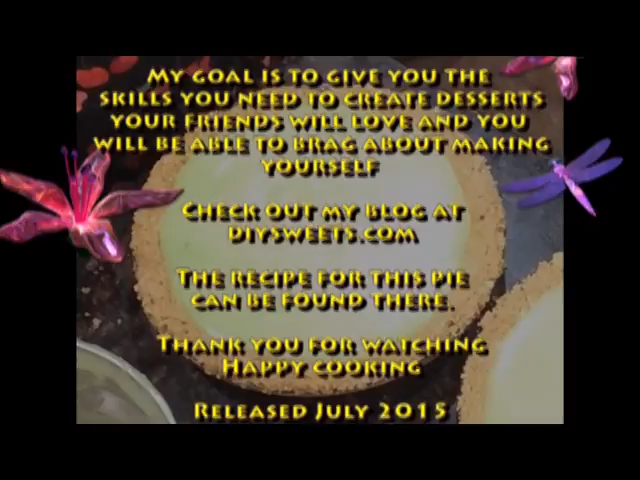 My goal is to give you the
skills you need to create desserts
your friends will love and you
will be able to brag about making
yourself
Check out my blog at
diysweets.com
The recipe for this pie
can be found there.
Thank you for watching
Happy cooking
Released July 2015